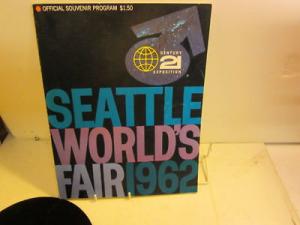 OFFICIAL SOUVENIR PROGRAM $1.50
CENTURY
21
EXPOSITION
SEATTLE
WORLD'S
FAIR 1962